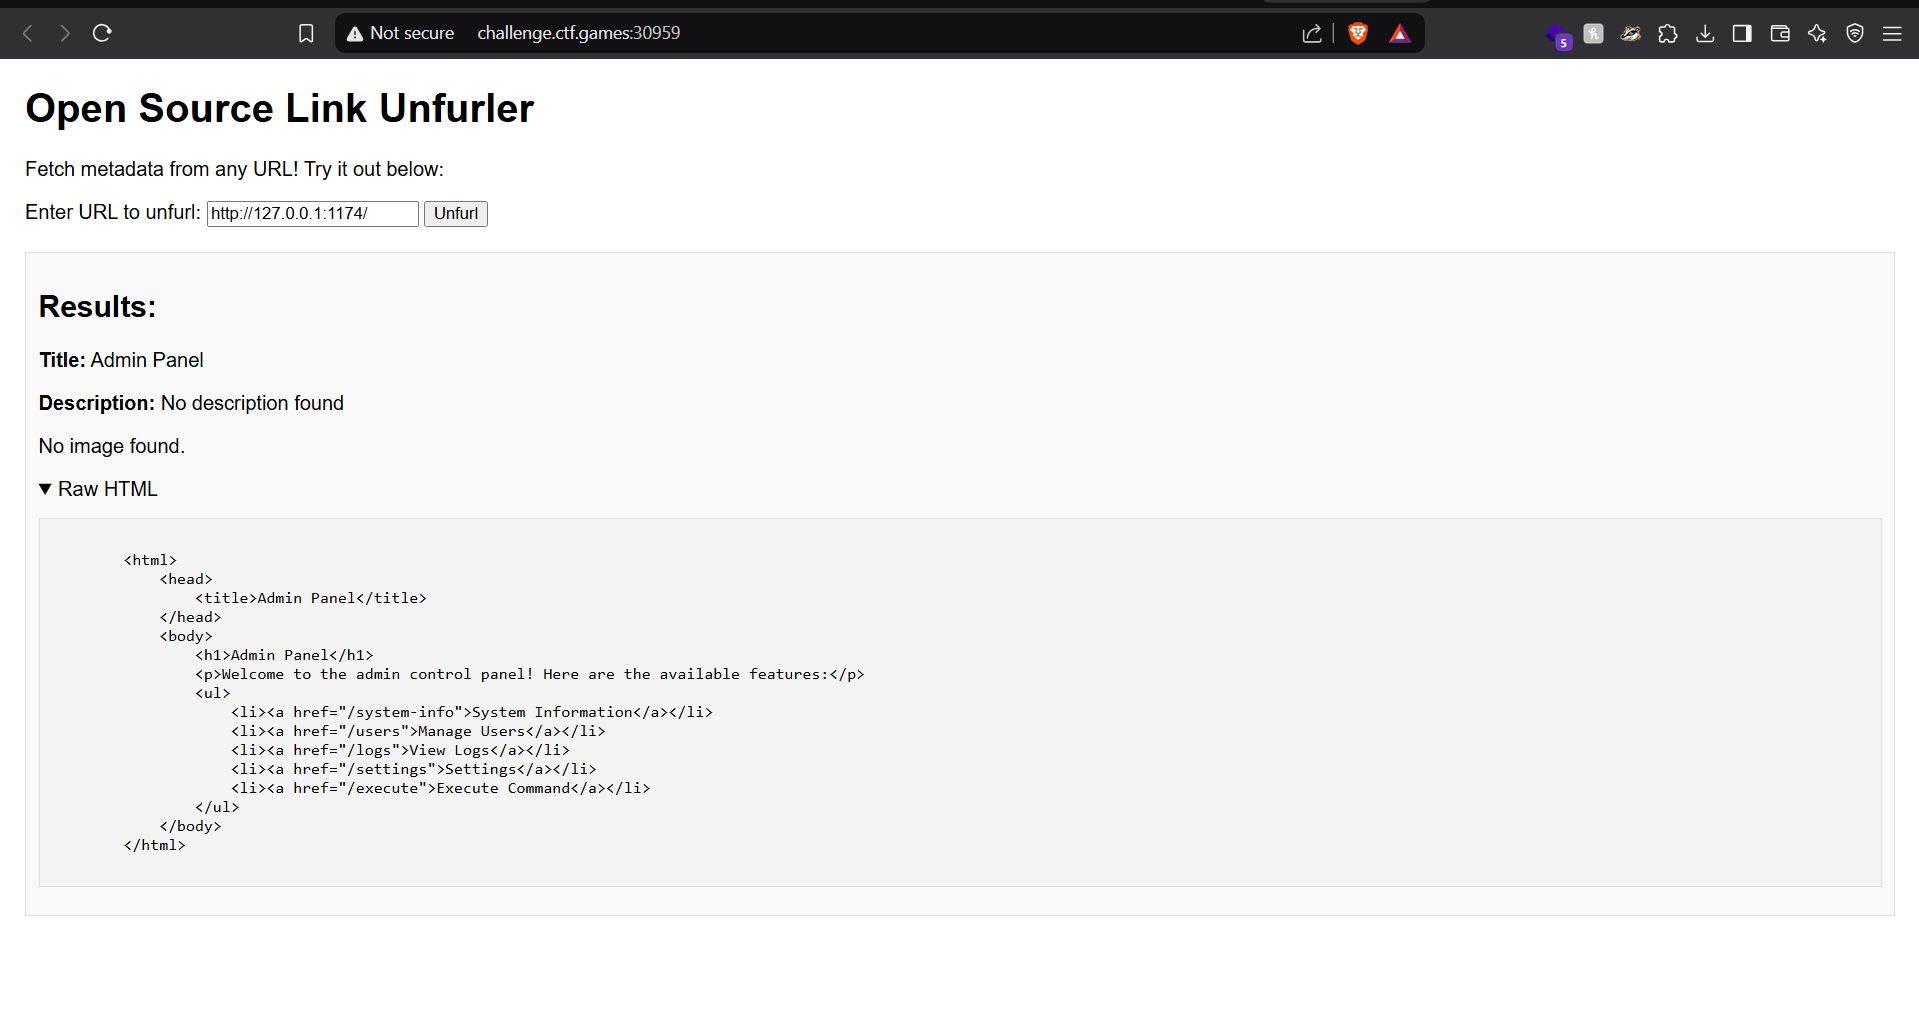 Not secure challenge.ctf.games:30959
5
Open Source Link Unfurler
Fetch metadata from any URL! Try it out below:
Enter URL to unfurl: http://127.0.0.1:1174/ Unfurl
Results:
Title: Admin Panel
Description: No description found
No image found.
▼ Raw HTML
<html>
<head>
<title>Admin Panel</title>
</head>
<body>
<h1>Admin Panel</h1>
<p>Welcome to the admin control panel! Here are the available features:</p>
<ul>
<li><a href="/system-info">System Information</a></li>
<li><a href="/users">Manage Users</a></li>
<li><a href="/logs">View Logs</a></li>
<li><a href="/settings">Settings</a></li>
<li><a href="/execute">Execute Command</a></li>
</ul>
</body>
</html>